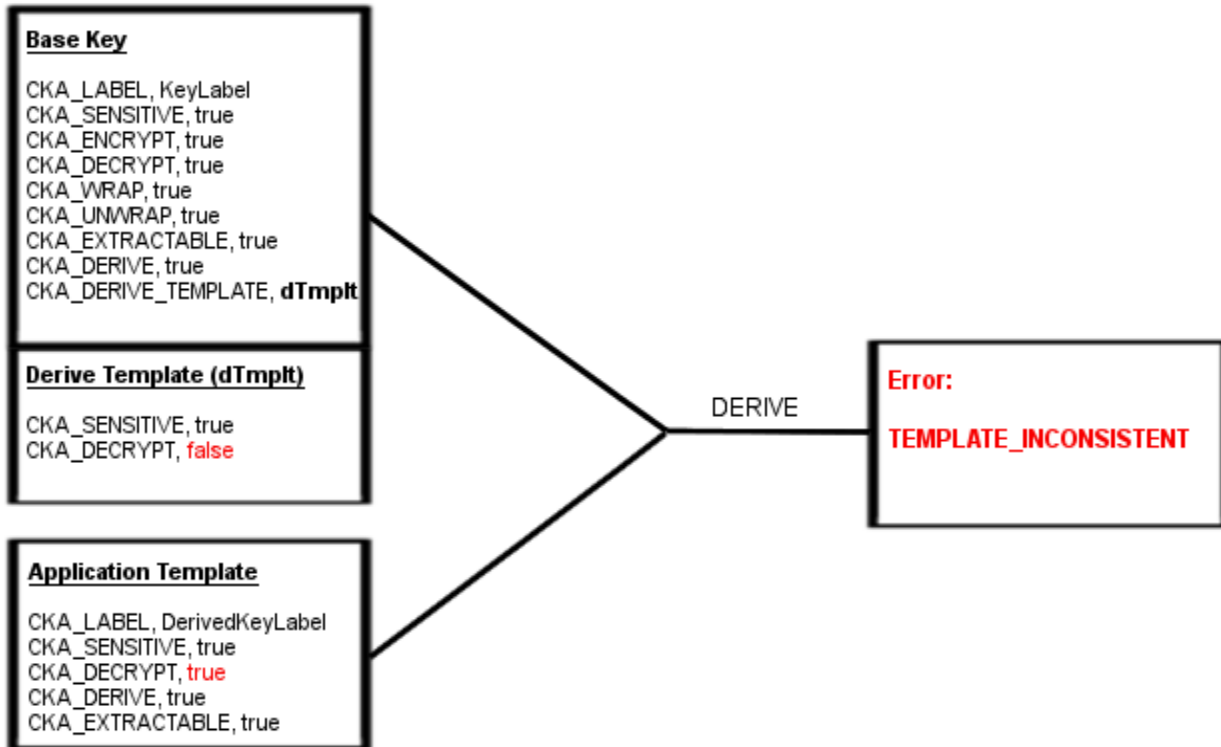 Base Key
CKA_LABEL, KeyLabel
CKA_SENSITIVE, true
CKA_ENCRYPT, true
CKA_DECRYPT, true
CKA_WRAP, true
CKA_UNWRAP, true
CKA_EXTRACTABLE, true
CKA_DERIVE, true
CKA_DERIVE_TEMPLATE, dTmplt
Derive Template (dTmplt)
CKA_SENSITIVE, true
CKA_DECRYPT, false
Application Template
CKA_LABEL, DerivedKeyLabel
CKA_SENSITIVE, true
CKA_DECRYPT, true
CKA_DERIVE, true
CKA_EXTRACTABLE, true
DERIVE
Error:
TEMPLATE_INCONSISTENT